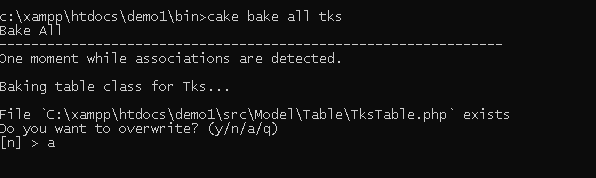 c:\xampp\htdocs\demo1\bin>cake bake all tks
Bake All
---------------------------------------------------------------
One moment while associations are detected.
Baking table class for Tks...
File `C:\xampp\htdocs\demo1\src\Model\Table\TksTable.php` exists
Do you want to overwrite? (y/n/a/q)
[n] > a